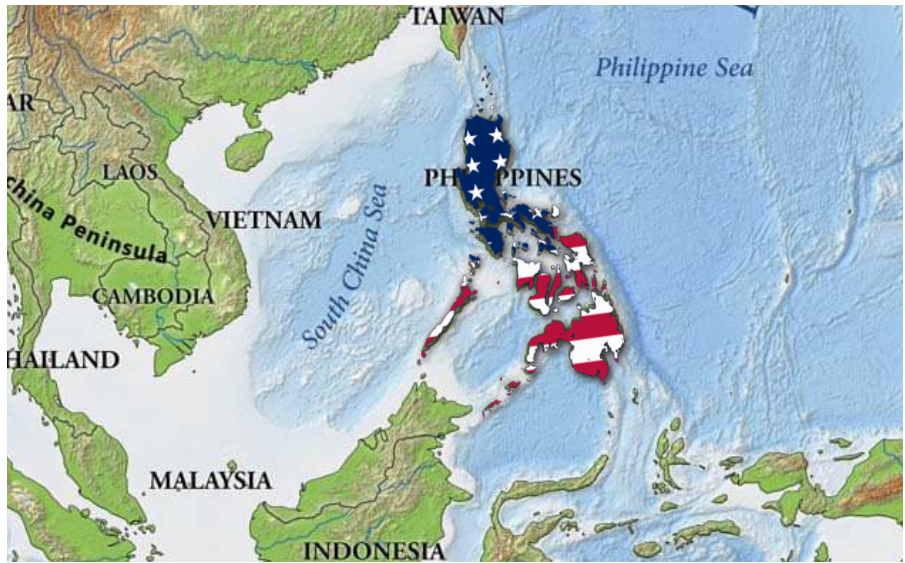 TAIWAN
Philippine Sea
AR
LAOS
PH PPINES
china Peninsula
VIETNAM
South China Sea
CAMBODIA
HAILAND
MALAYSIA
INDONESIA